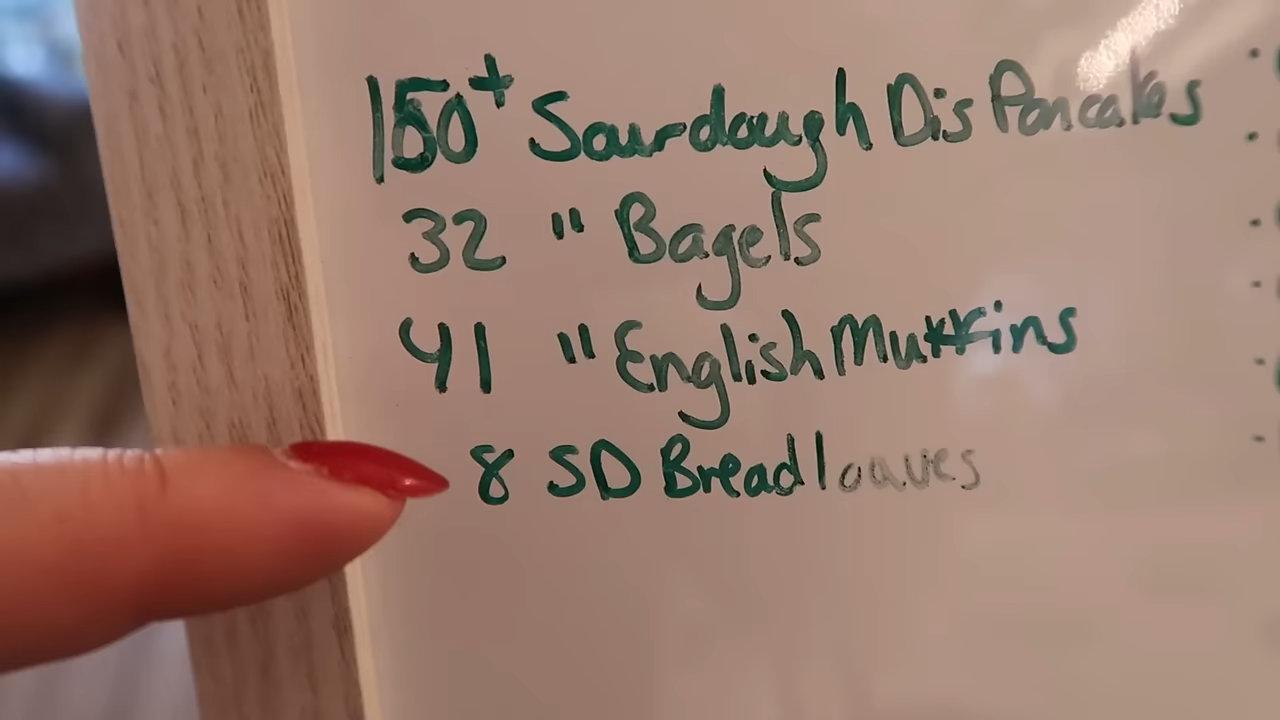 150+ Sourdough Dis Pancakes
32 " Bagels
41 " English Muffins
8 SD Bread loaves